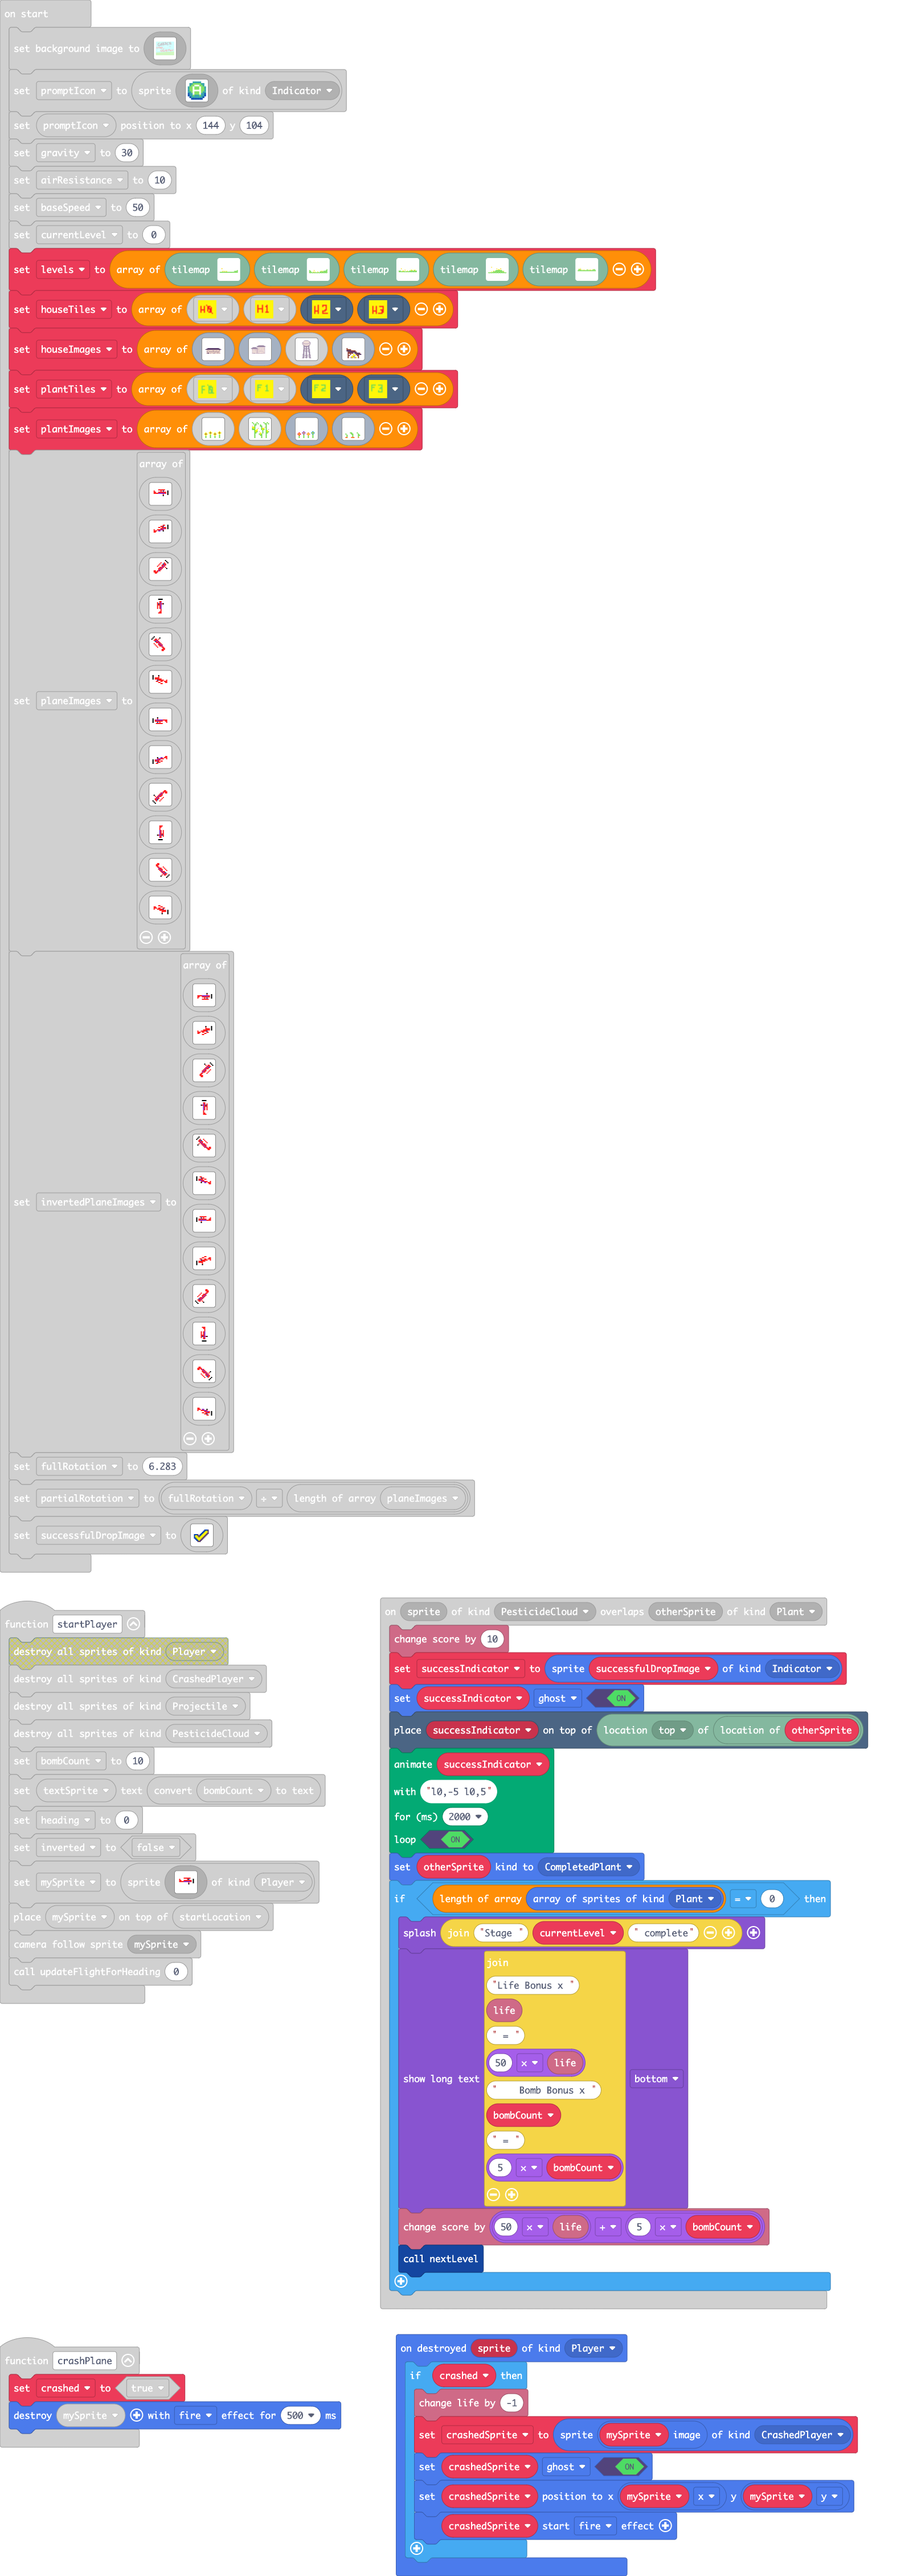 on start
set background image to
set promptIcon to sprite A of kind Indicator
set promptIcon position to x 144 y 104
set gravity to 30
set airResistance to 10
set baseSpeed to 50
set currentLevel to 0
set levels to array of tilemap tilemap tilemap tilemap tilemap
set houseTiles to array of H0 H1 H2 H3
set houseImages to array of
set plantTiles to array of F0 F1 F2 F3
set plantImages to array of
array of
set planeImages to
array of
set invertedPlaneImages to
set fullRotation to 6.283
set partialRotation to fullRotation ÷ length of array planeImages
set successfulDropImage to
function startPlayer
destroy all sprites of kind Player
destroy all sprites of kind CrashedPlayer
destroy all sprites of kind Projectile
destroy all sprites of kind PesticideCloud
set bombCount to 10
set textSprite text convert bombCount to text
set heading to 0
set inverted to false
set mySprite to sprite of kind Player
place mySprite on top of startLocation
camera follow sprite mySprite
call updateFlightForHeading 0
on sprite of kind PesticideCloud overlaps otherSprite of kind Plant
change score by 10
set successIndicator to sprite successfulDropImage of kind Indicator
set successIndicator ghost ON
place successIndicator on top of location top of location of otherSprite
animate successIndicator
with "l0,-5 l0,5"
for (ms) 2000
loop ON
set otherSprite kind to CompletedPlant
if length of array array of sprites of kind Plant = 0 then
splash join "Stage " currentLevel " complete"
join
"Life Bonus x "
life
" = "
50 × life
show long text "    Bomb Bonus x " bottom
bombCount
" = "
5 × bombCount
change score by 50 × life + 5 × bombCount
call nextLevel
function crashPlane
set crashed to true
destroy mySprite with fire effect for 500 ms
on destroyed sprite of kind Player
if crashed then
change life by -1
set crashedSprite to sprite mySprite image of kind CrashedPlayer
set crashedSprite ghost ON
set crashedSprite position to x mySprite x y mySprite y
crashedSprite start fire effect